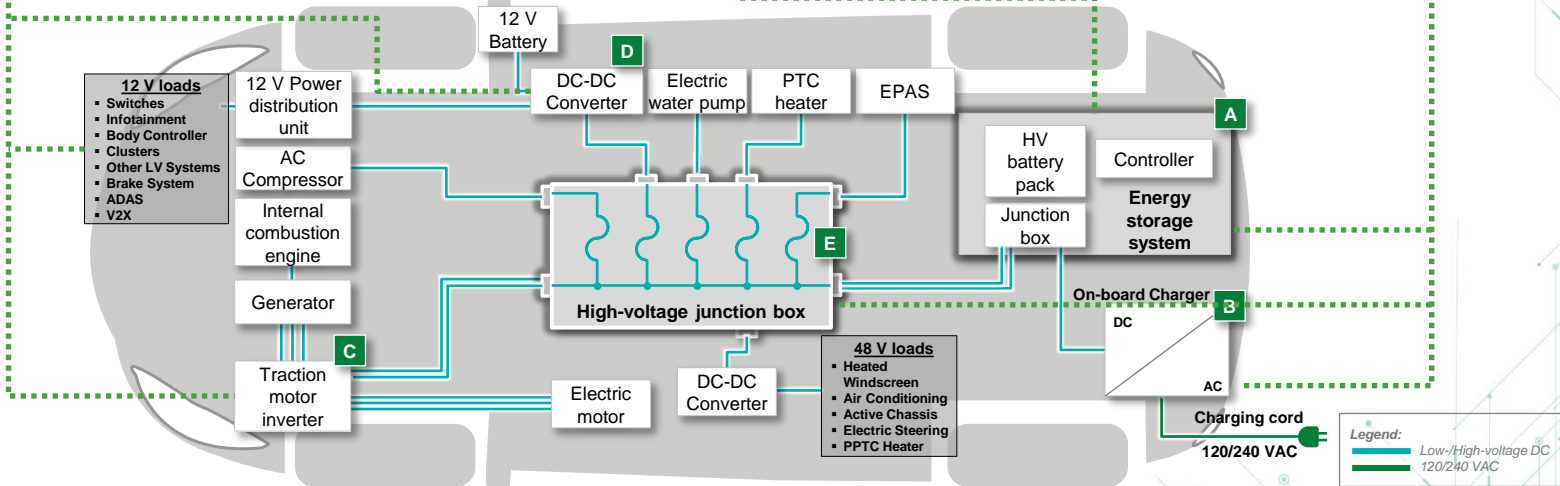 12 V
Battery
D
12 V loads
▪ Switches
▪ Infotainment
▪ Body Controller
▪ Clusters
▪ Other LV Systems
▪ Brake System
▪ ADAS
▪ V2X
12 V Power
distribution
unit
DC-DC
Converter
Electric
water pump
PTC
heater
EPAS
A
HV
battery
pack
Controller
Energy
storage
system
Junction
box
AC
Compressor
Internal
combustion
engine
Generator
C
Traction
motor
inverter
E
High-voltage junction box
On-board Charger
B
DC
AC
Electric
motor
DC-DC
Converter
48 V loads
▪ Heated
Windscreen
▪ Air Conditioning
▪ Active Chassis
▪ Electric Steering
▪ PPTC Heater
Charging cord
120/240 VAC
Legend:
Low-/High-voltage DC
120/240 VAC